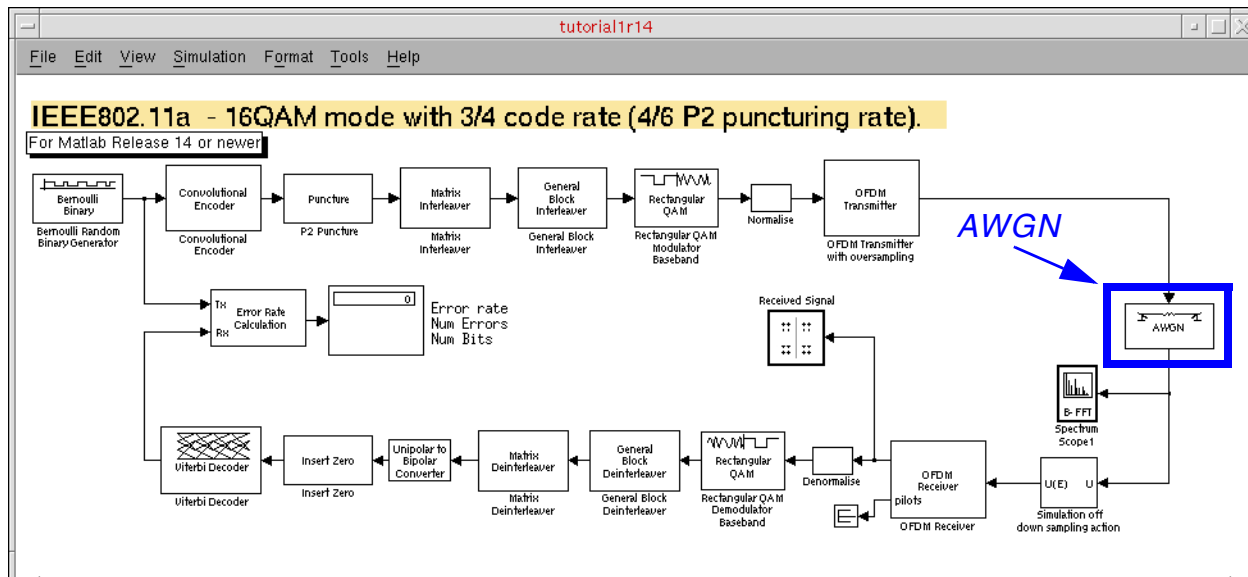 tutorial1r14
File Edit View Simulation Format Tools Help
IEEE802.11a - 16QAM mode with 3/4 code rate (4/6 P2 puncturing rate).
For Matlab Release 14 or newer
Bernoulli
Binary
Bernoulli Random
Binary Generator
Convolutional
Encoder
Convolutional
Encoder
Puncture
P2 Puncture
Matrix
Interleaver
Matrix
Interleaver
General
Block
Interleaver
General Block
Interleaver
Rectangular
QAM
Rectangular QAM
Modulator
Baseband
Normalise
OFDM
Transmitter
OFDM Transmitter
with oversampling
AWGN
AWGN
Tx
Rx
Error Rate
Calculation
0
Error rate
Num Errors
Num Bits
Received Signal
B-FFT
Spectrum
Scope1
Viterbi Decoder
Viterbi Decoder
Insert Zero
Insert Zero
Unipolar to
Bipolar
Converter
Matrix
Deinterleaver
Matrix
Deinterleaver
General
Block
Deinterleaver
General Block
Deinterleaver
Rectangular
QAM
Rectangular QAM
Demodulator
Baseband
Denormalise
OFDM
Receiver
pilots
OFDM Receiver
U(E) U
Simulation off
down sampling action